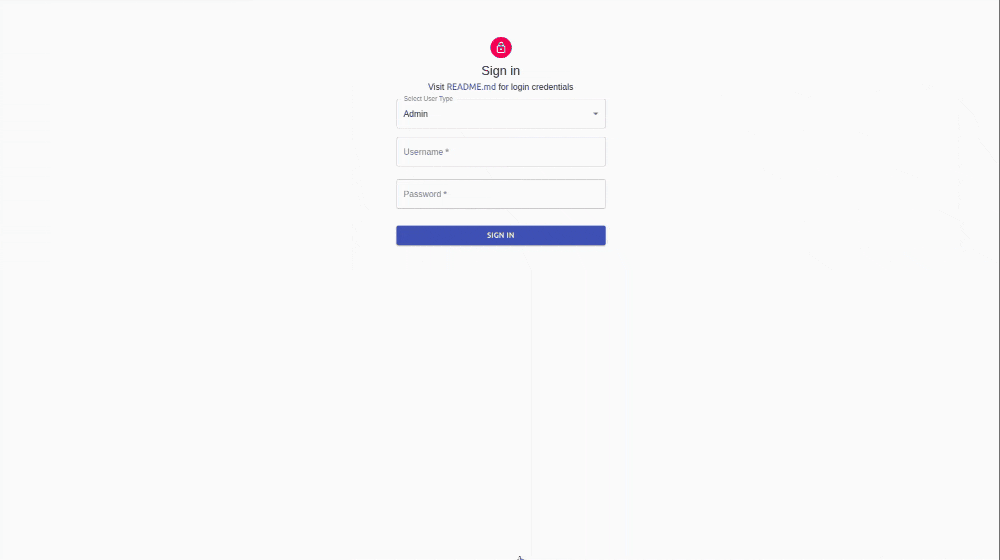 Sign in
Visit README.md for login credentials
Select User Type
Admin
Username *
Password *
SIGN IN